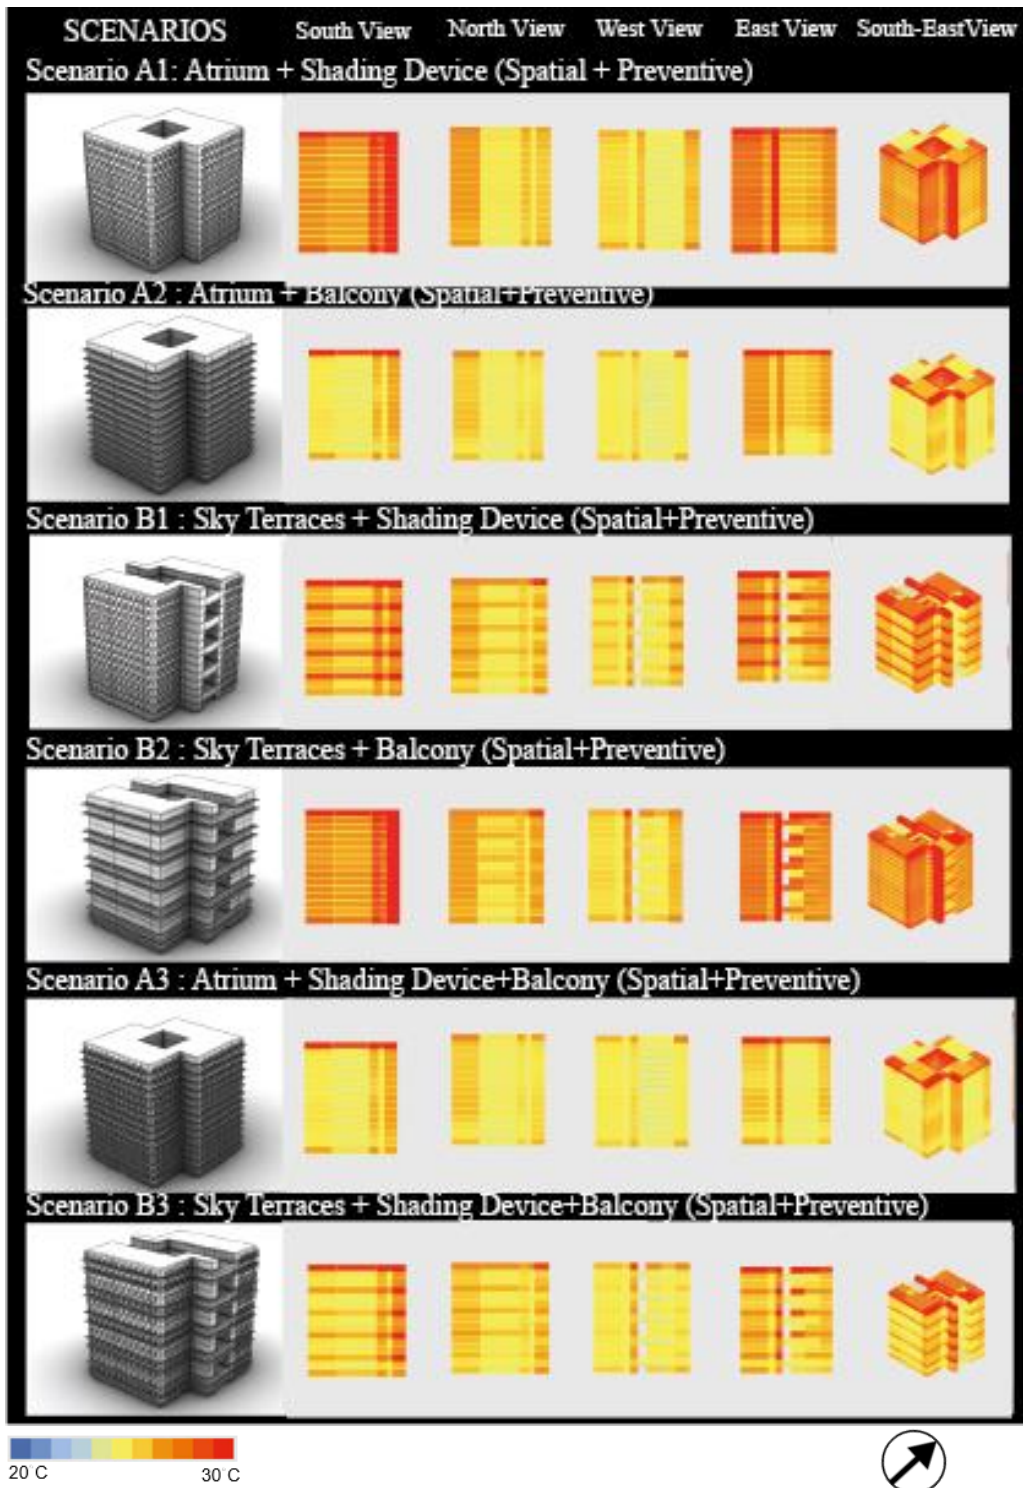 SCENARIOS South View North View West View East View South-EastView
Scenario A1: Atrium + Shading Device (Spatial + Preventive)
Scenario A2 : Atrium + Balcony (Spatial+Preventive)
Scenario B1 : Sky Terraces + Shading Device (Spatial+Preventive)
Scenario B2 : Sky Terraces + Balcony (Spatial+Preventive)
Scenario A3 : Atrium + Shading Device+Balcony (Spatial+Preventive)
Scenario B3 : Sky Terraces + Shading Device+Balcony (Spatial+Preventive)
20°C 30°C